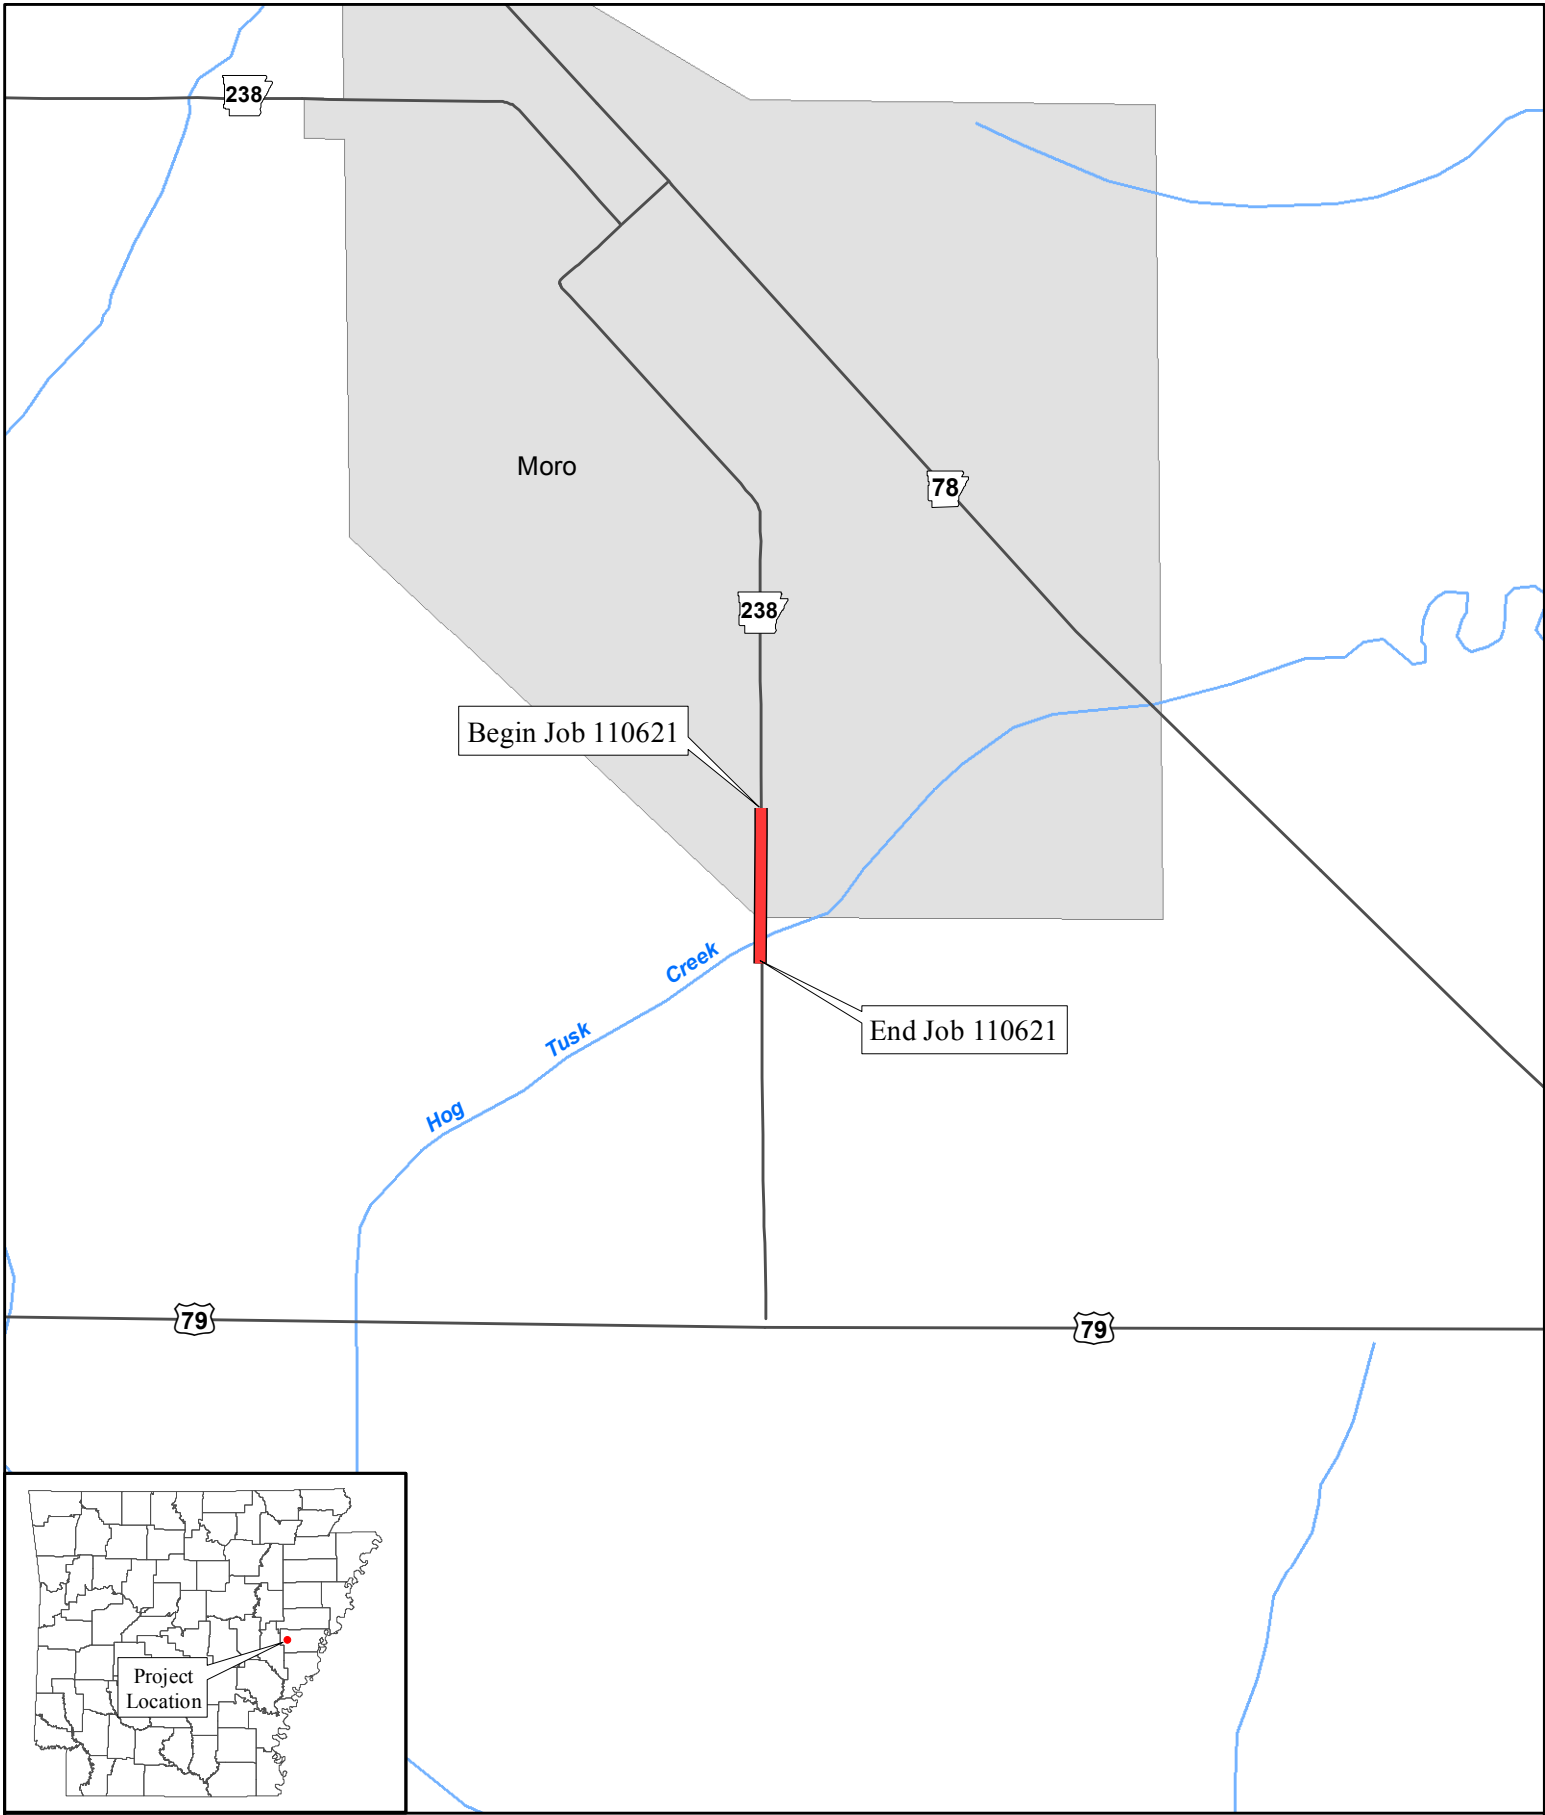 238
Moro
78
238
Begin Job 110621
Creek
Tusk
Hog
End Job 110621
79
79
Project
Location